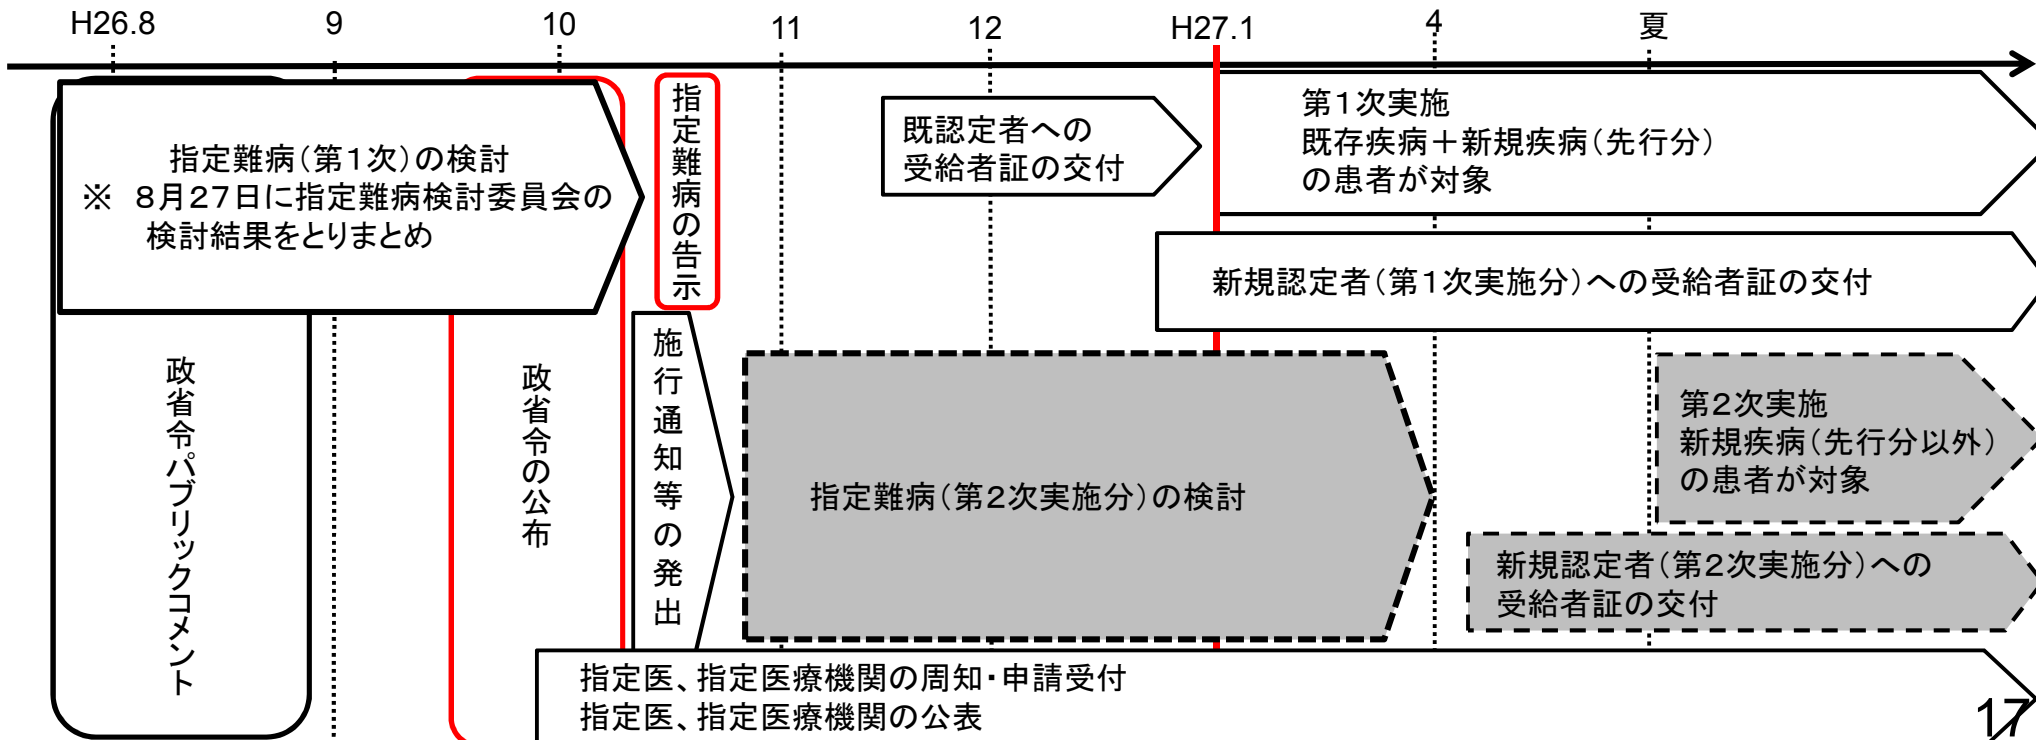 H26.8
9
10
11
12
H27.1
4
夏
指定難病(第1次)の検討
※ 8月27日に指定難病検討委員会の
検討結果をとりまとめ
指定難病の告示
既認定者への
受給者証の交付
第1次実施
既存疾病+新規疾病(先行分)
の患者が対象
新規認定者(第1次実施分)への受給者証の交付
政省令パブリックコメント
政省令の公布
施行通知等の発出
指定難病(第2次実施分)の検討
第2次実施
新規疾病(先行分以外)
の患者が対象
新規認定者(第2次実施分)への
受給者証の交付
指定医、指定医療機関の周知・申請受付
指定医、指定医療機関の公表
17